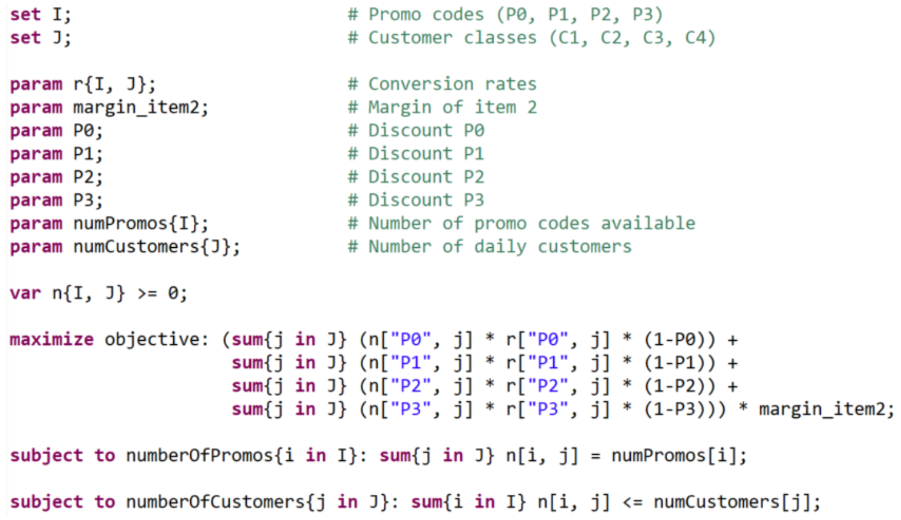 set I; # Promo codes (P0, P1, P2, P3)
set J; # Customer classes (C1, C2, C3, C4)
param r{I, J}; # Conversion rates
param margin_item2; # Margin of item 2
param P0; # Discount P0
param P1; # Discount P1
param P2; # Discount P2
param P3; # Discount P3
param numPromos{I}; # Number of promo codes available
param numCustomers{J}; # Number of daily customers
var n{I, J} >= 0;
maximize objective: (sum{j in J} (n["P0", j] * r["P0", j] * (1-P0)) +
sum{j in J} (n["P1", j] * r["P1", j] * (1-P1)) +
sum{j in J} (n["P2", j] * r["P2", j] * (1-P2)) +
sum{j in J} (n["P3", j] * r["P3", j] * (1-P3))) * margin_item2;
subject to numberOfPromos{i in I}: sum{j in J} n[i, j] = numPromos[i];
subject to numberOfCustomers{j in J}: sum{i in I} n[i, j] <= numCustomers[j];